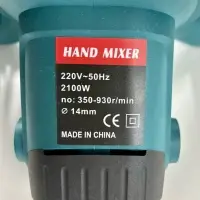 HAND MIXER
220V~50Hz
2100W
no: 350-930r/min
Ø 14mm
MADE IN CHINA